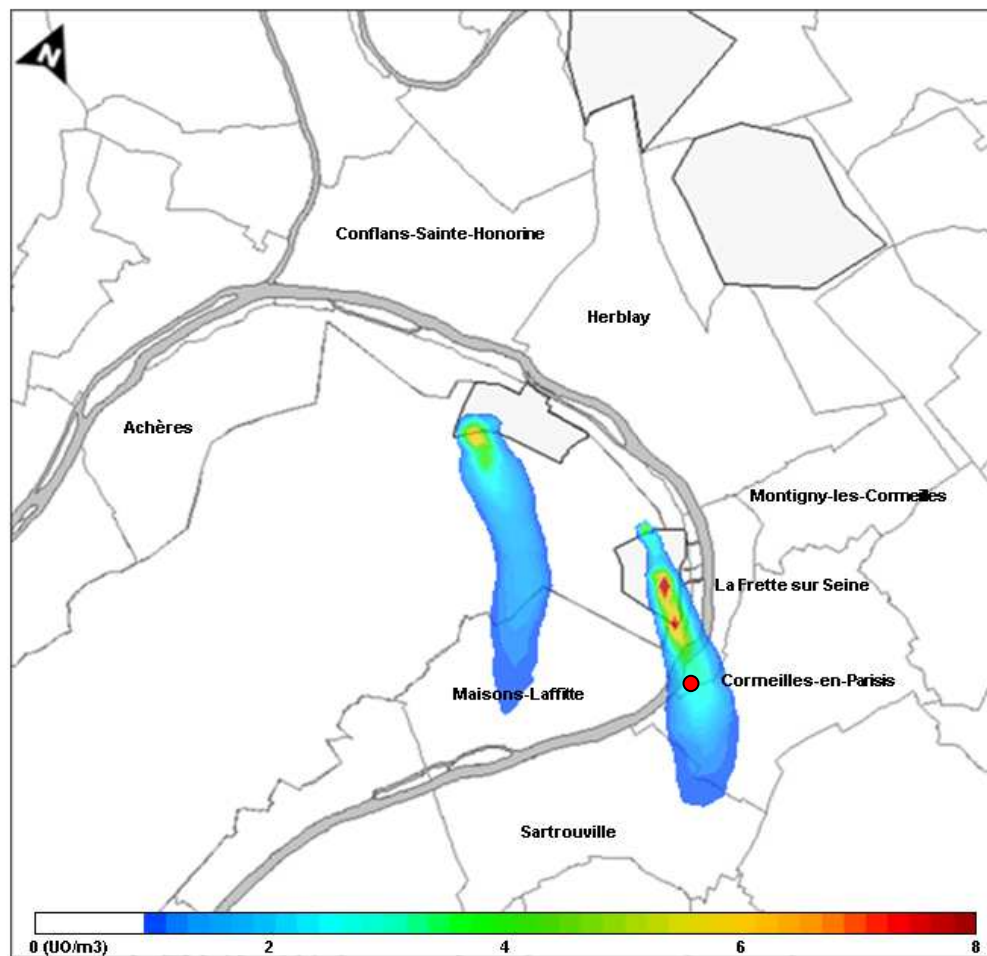 N
Conflans-Sainte-Honorine
Herblay
Achères
Montigny-les-Cormeilles
La Frette sur Seine
Cormeilles-en-Parisis
Maisons-Laffitte
Sartrouville
0 (UO/m3) 2 4 6 8